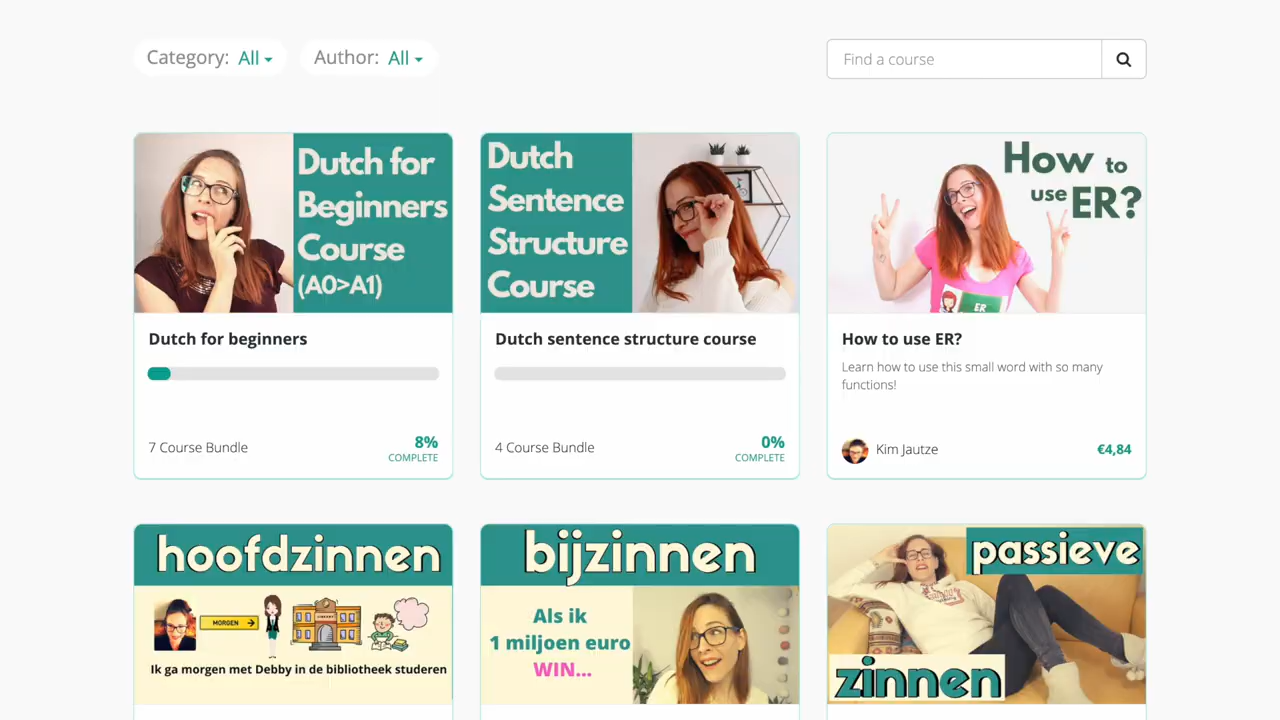 Category: All
Author: All
Find a course
Dutch for
Beginners
Course
(A0>A1)
Dutch for beginners
7 Course Bundle
8%
COMPLETE
Dutch
Sentence
Structure
Course
Dutch sentence structure course
4 Course Bundle
0%
COMPLETE
How to
use ER?
ER
How to use ER?
Learn how to use this small word with so many
functions!
Kim Jautze
€4,84
hoofdzinnen
MORGEN
LIBRARY
Ik ga morgen met Debby in de bibliotheek studeren
bijzinnen
Als ik
1 miljoen euro
WIN...
passieve
zinnen